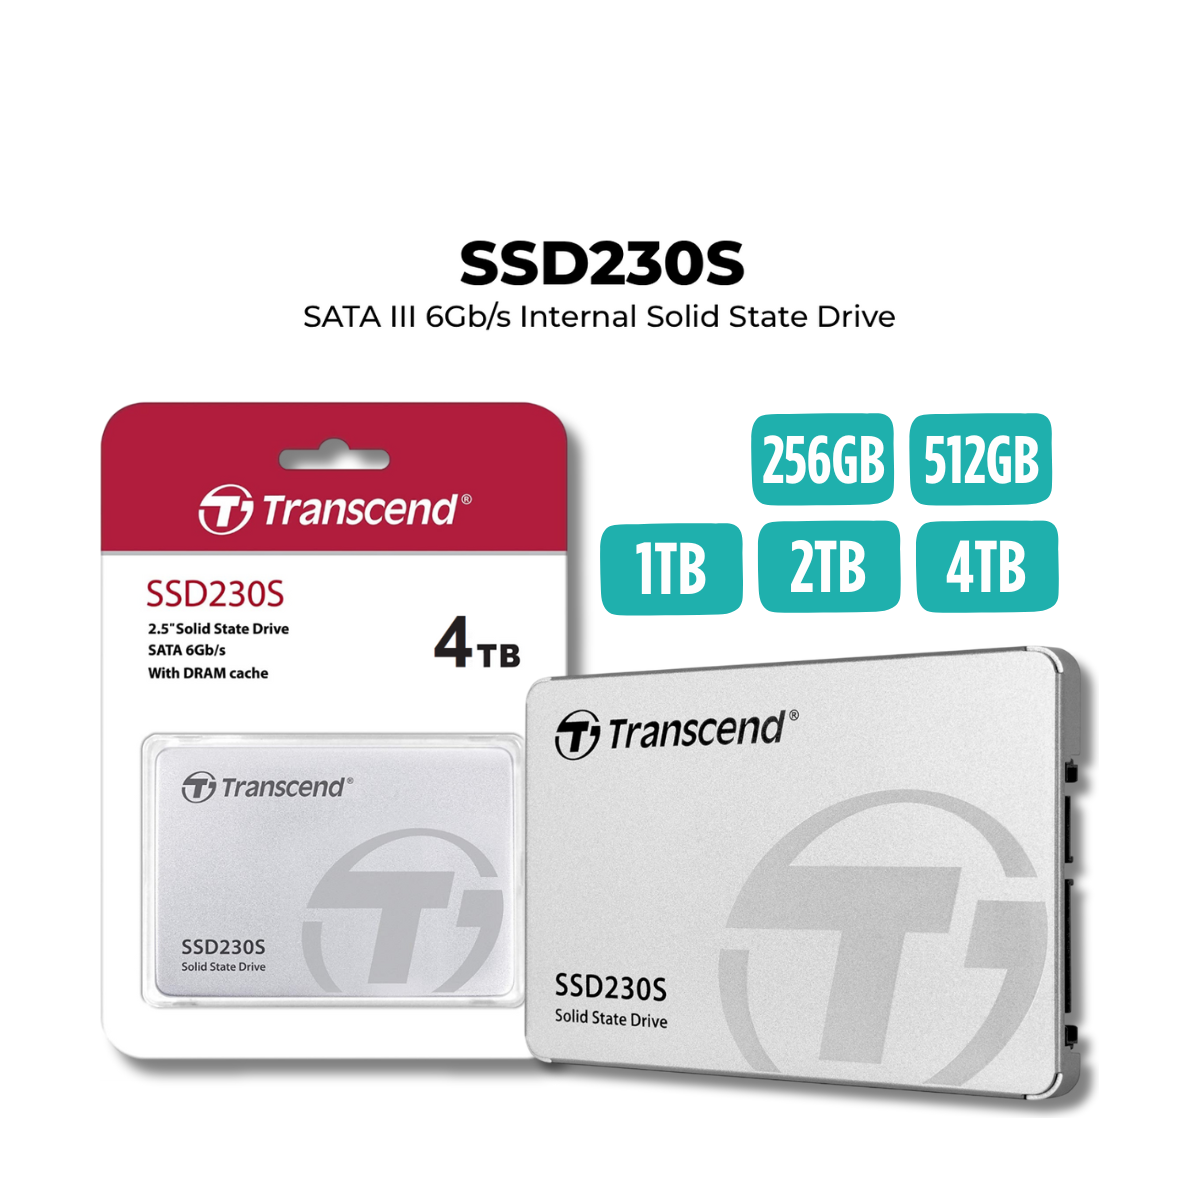 SSD230S
SATA III 6Gb/s Internal Solid State Drive
256GB 512GB
1TB 2TB 4TB
Transcend®
SSD230S
2.5"Solid State Drive
SATA 6Gb/s
With DRAM cache
4TB
Transcend®
SSD230S
Solid State Drive
Transcend®
SSD230S
Solid State Drive